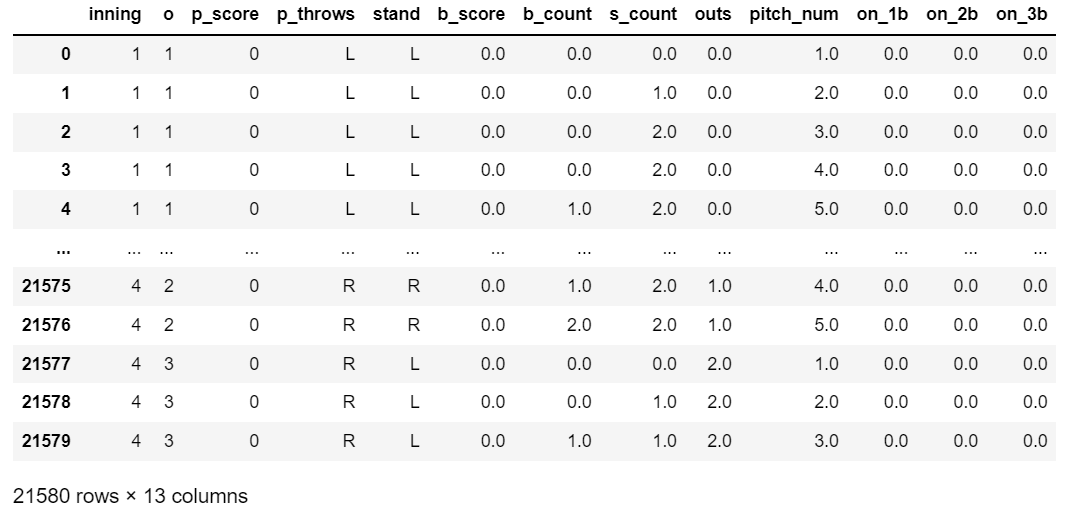 inning o p_score p_throws stand b_score b_count s_count outs pitch_num on_1b on_2b on_3b
0 1 1 0 L L 0.0 0.0 0.0 0.0 1.0 0.0 0.0 0.0
1 1 1 0 L L 0.0 0.0 1.0 0.0 2.0 0.0 0.0 0.0
2 1 1 0 L L 0.0 0.0 2.0 0.0 3.0 0.0 0.0 0.0
3 1 1 0 L L 0.0 0.0 2.0 0.0 4.0 0.0 0.0 0.0
4 1 1 0 L L 0.0 1.0 2.0 0.0 5.0 0.0 0.0 0.0
... ... ... ... ... ... ... ... ... ... ... ... ... ...
21575 4 2 0 R R 0.0 1.0 2.0 1.0 4.0 0.0 0.0 0.0
21576 4 2 0 R R 0.0 2.0 2.0 1.0 5.0 0.0 0.0 0.0
21577 4 3 0 R L 0.0 0.0 0.0 2.0 1.0 0.0 0.0 0.0
21578 4 3 0 R L 0.0 0.0 1.0 2.0 2.0 0.0 0.0 0.0
21579 4 3 0 R L 0.0 1.0 1.0 2.0 3.0 0.0 0.0 0.0
21580 rows × 13 columns